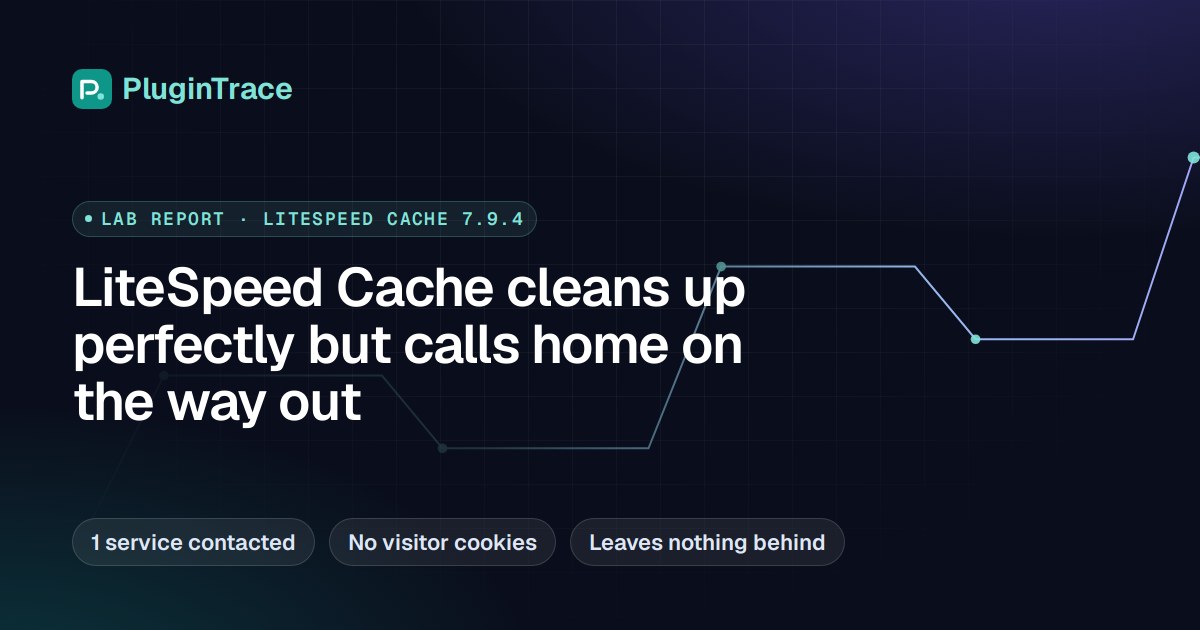 PluginTrace
LAB REPORT · LITESPEED CACHE 7.9.4
LiteSpeed Cache cleans up
perfectly but calls home on
the way out
1 service contacted
No visitor cookies
Leaves nothing behind